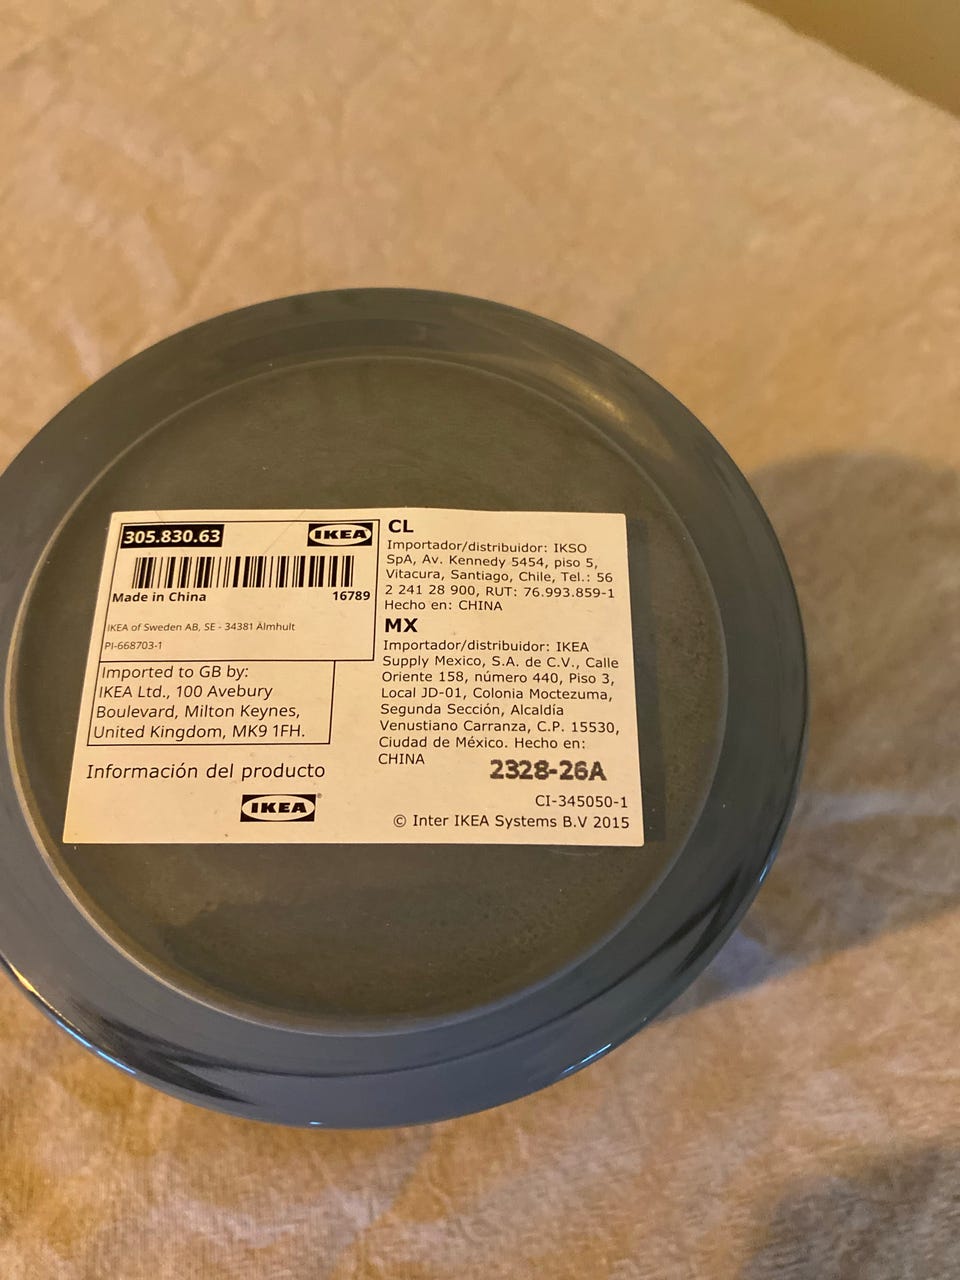 305.830.63
IKEA
Made in China
16789
IKEA of Sweden AB, SE - 34381 Älmhult
PI-668703-1
Imported to GB by:
IKEA Ltd., 100 Avebury
Boulevard, Milton Keynes,
United Kingdom, MK9 1FH.
Información del producto
IKEA®
CL
Importador/distribuidor: IKSO
SpA, Av. Kennedy 5454, piso 5,
Vitacura, Santiago, Chile, Tel.: 56
2 241 28 900, RUT: 76.993.859-1
Hecho en: CHINA
MX
Importador/distribuidor: IKEA
Supply Mexico, S.A. de C.V., Calle
Oriente 158, número 440, Piso 3,
Local JD-01, Colonia Moctezuma,
Segunda Sección, Alcaldía
Venustiano Carranza, C.P. 15530,
Ciudad de México. Hecho en:
CHINA
2328-26A
CI-345050-1
© Inter IKEA Systems B.V 2015